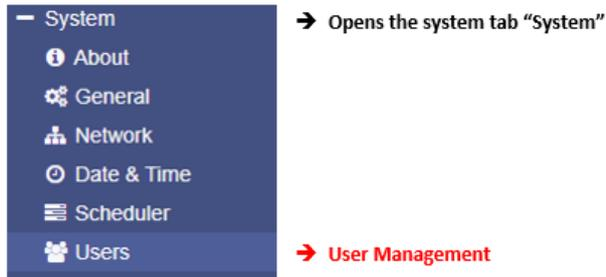 System → Opens the system tab “System”
About
General
Network
Date & Time
Scheduler
Users → User Management